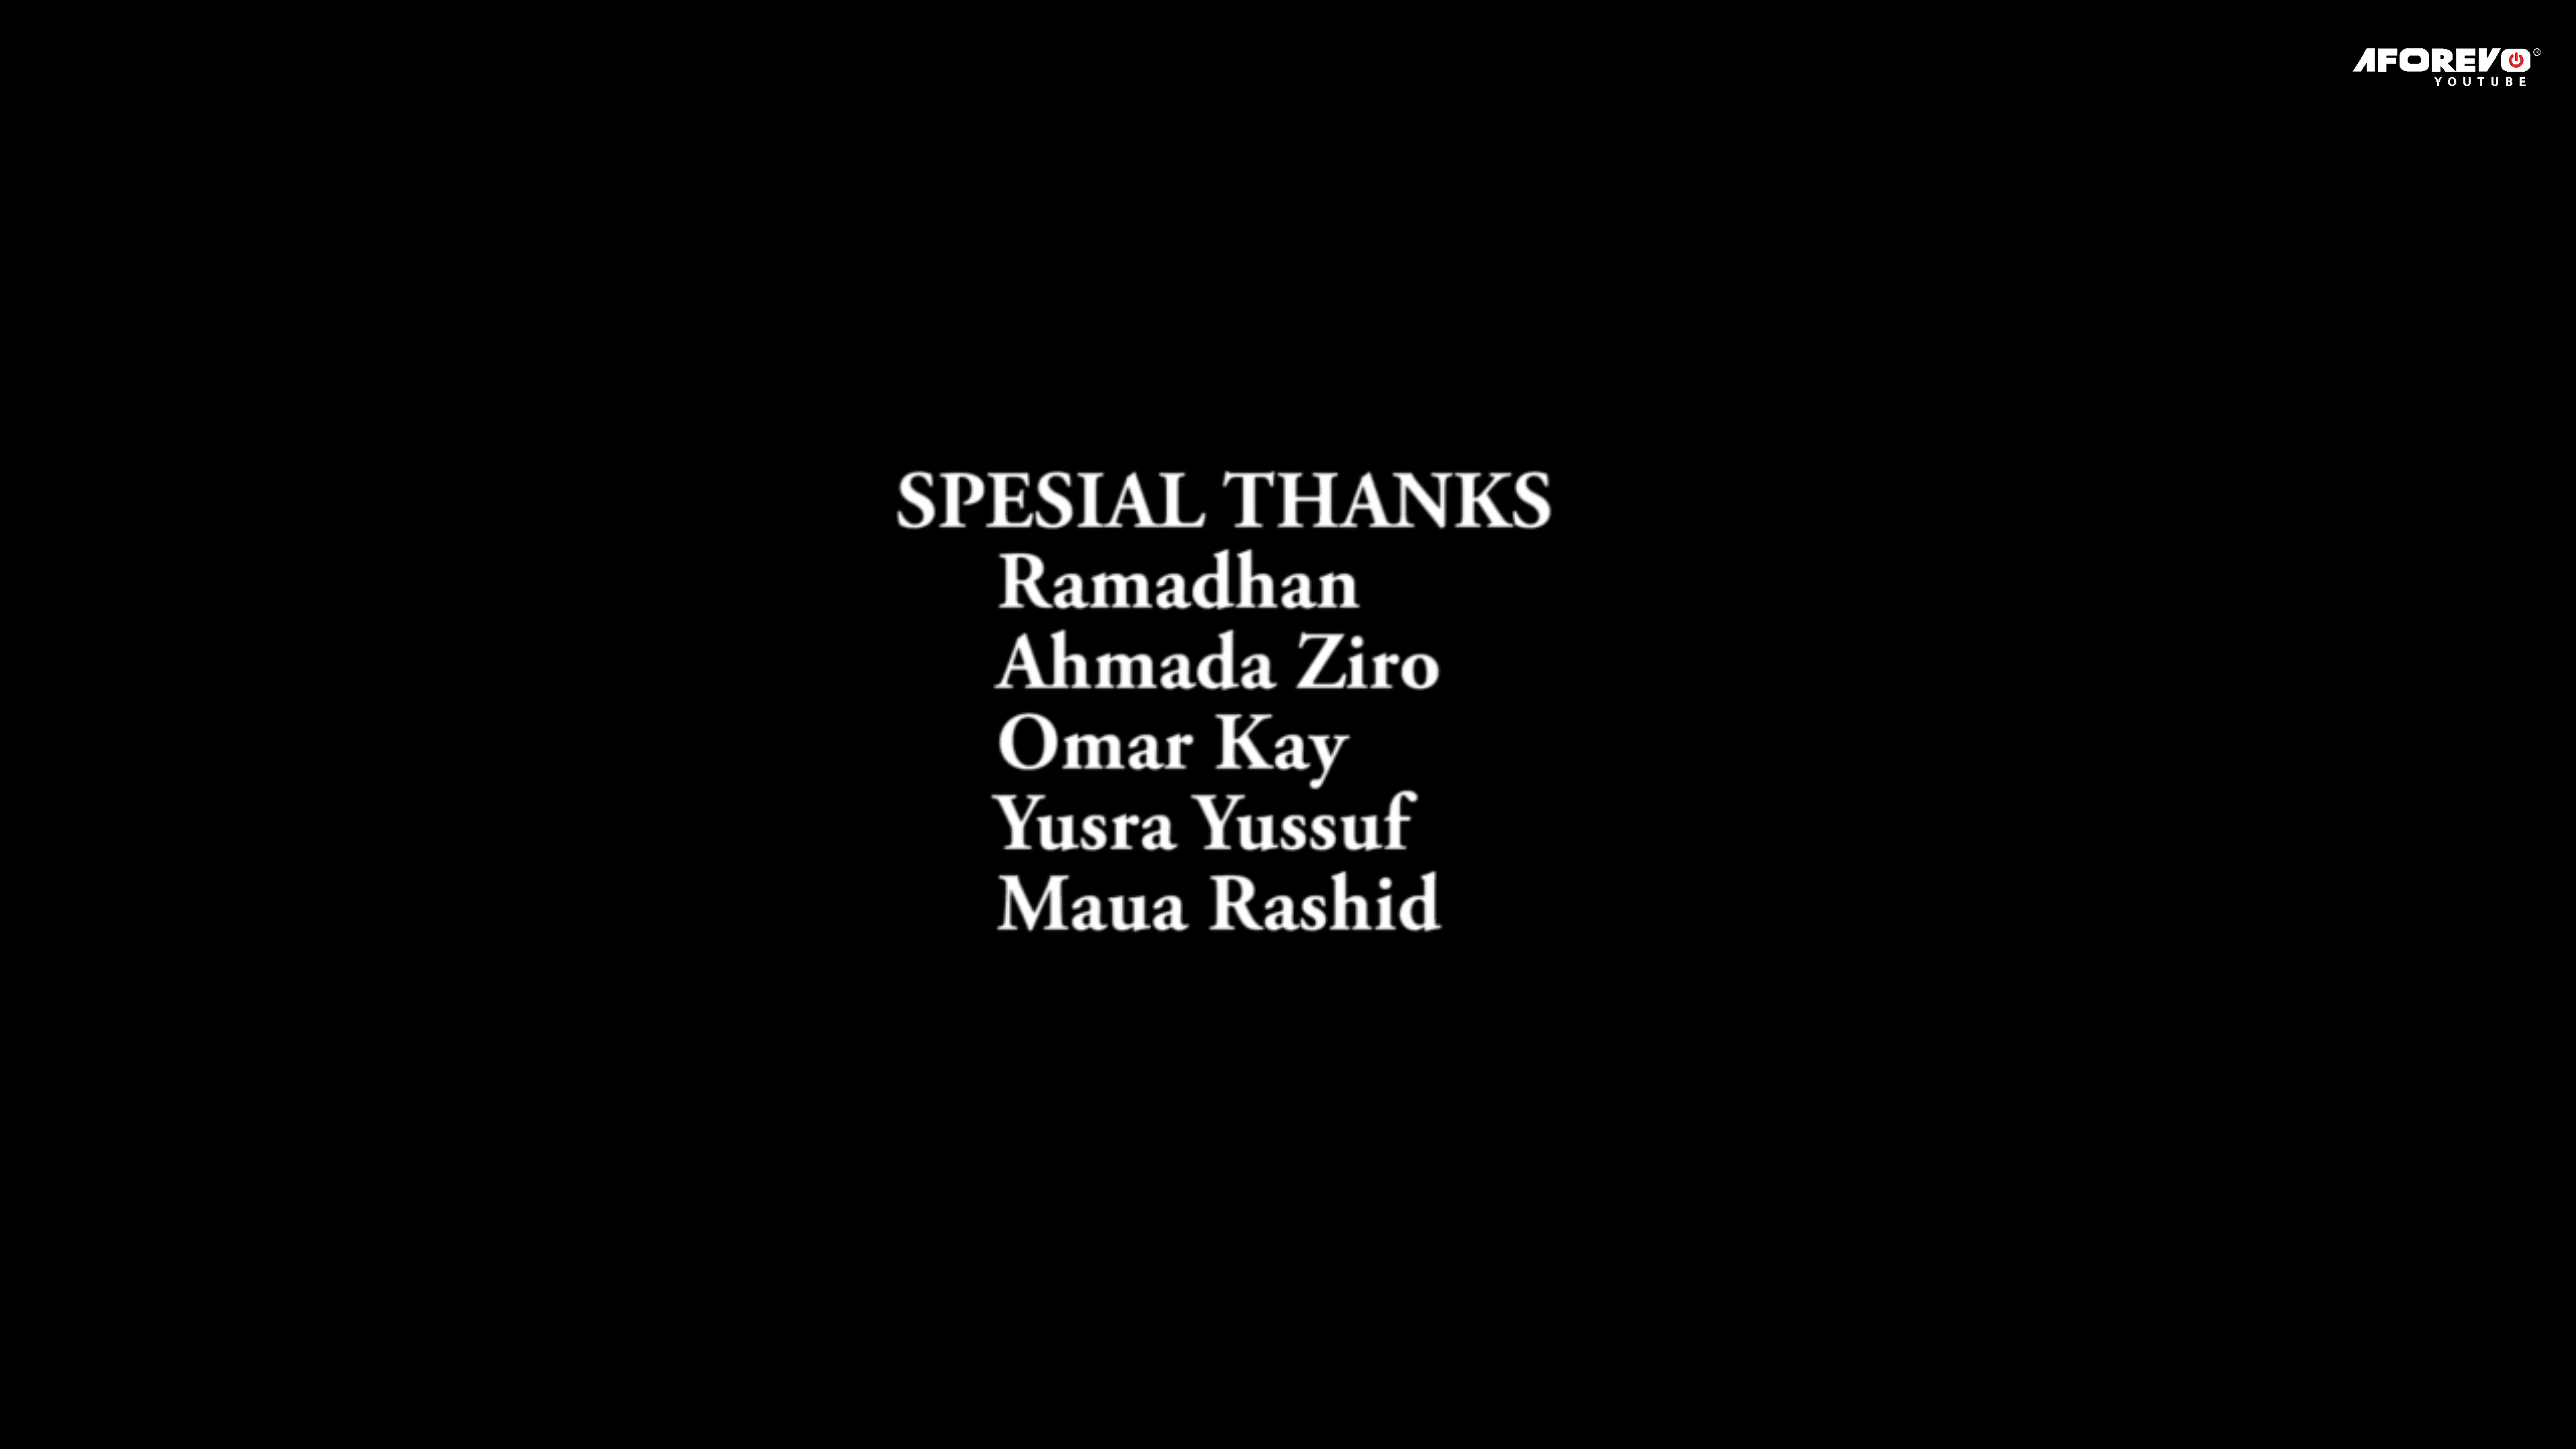 AFOREVO
YOUTUBE
SPESIAL THANKS
Ramadhan
Ahmada Ziro
Omar Kay
Yusra Yussuf
Maua Rashid